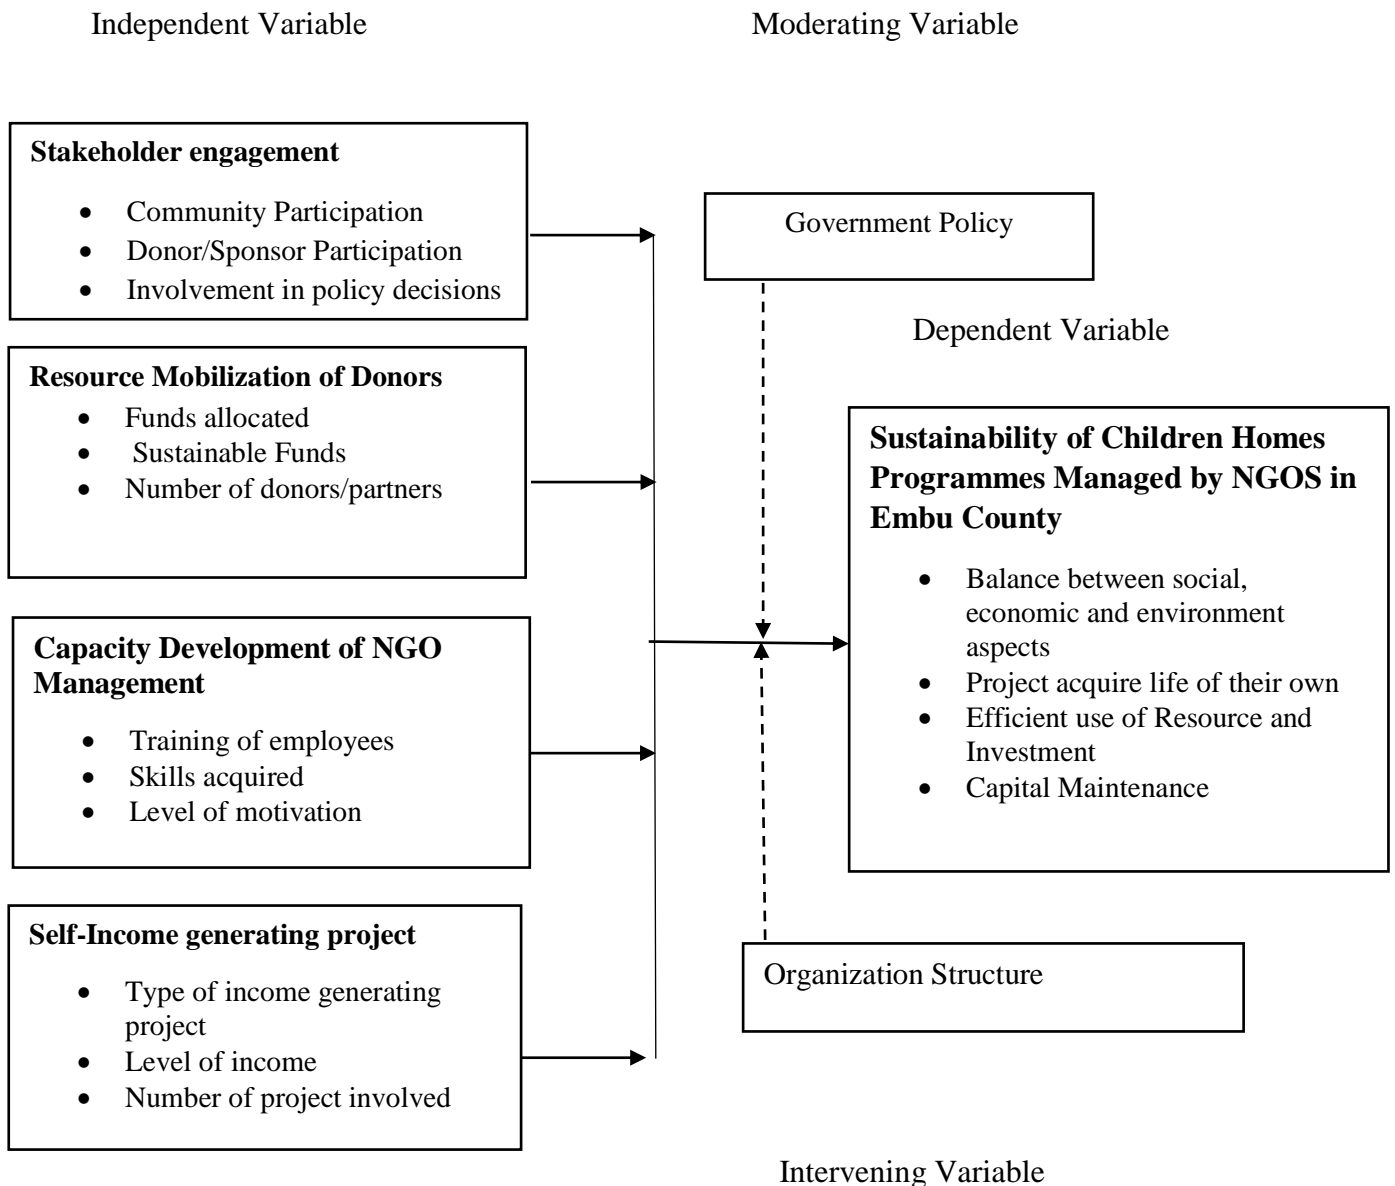 Independent Variable
Moderating Variable
Stakeholder engagement
• Community Participation
• Donor/Sponsor Participation
• Involvement in policy decisions
Government Policy
Dependent Variable
Resource Mobilization of Donors
• Funds allocated
• Sustainable Funds
• Number of donors/partners
Sustainability of Children Homes
Programmes Managed by NGOS in
Embu County
• Balance between social,
economic and environment
aspects
• Project acquire life of their own
• Efficient use of Resource and
Investment
• Capital Maintenance
Capacity Development of NGO
Management
• Training of employees
• Skills acquired
• Level of motivation
Self-Income generating project
• Type of income generating
project
• Level of income
• Number of project involved
Organization Structure
Intervening Variable